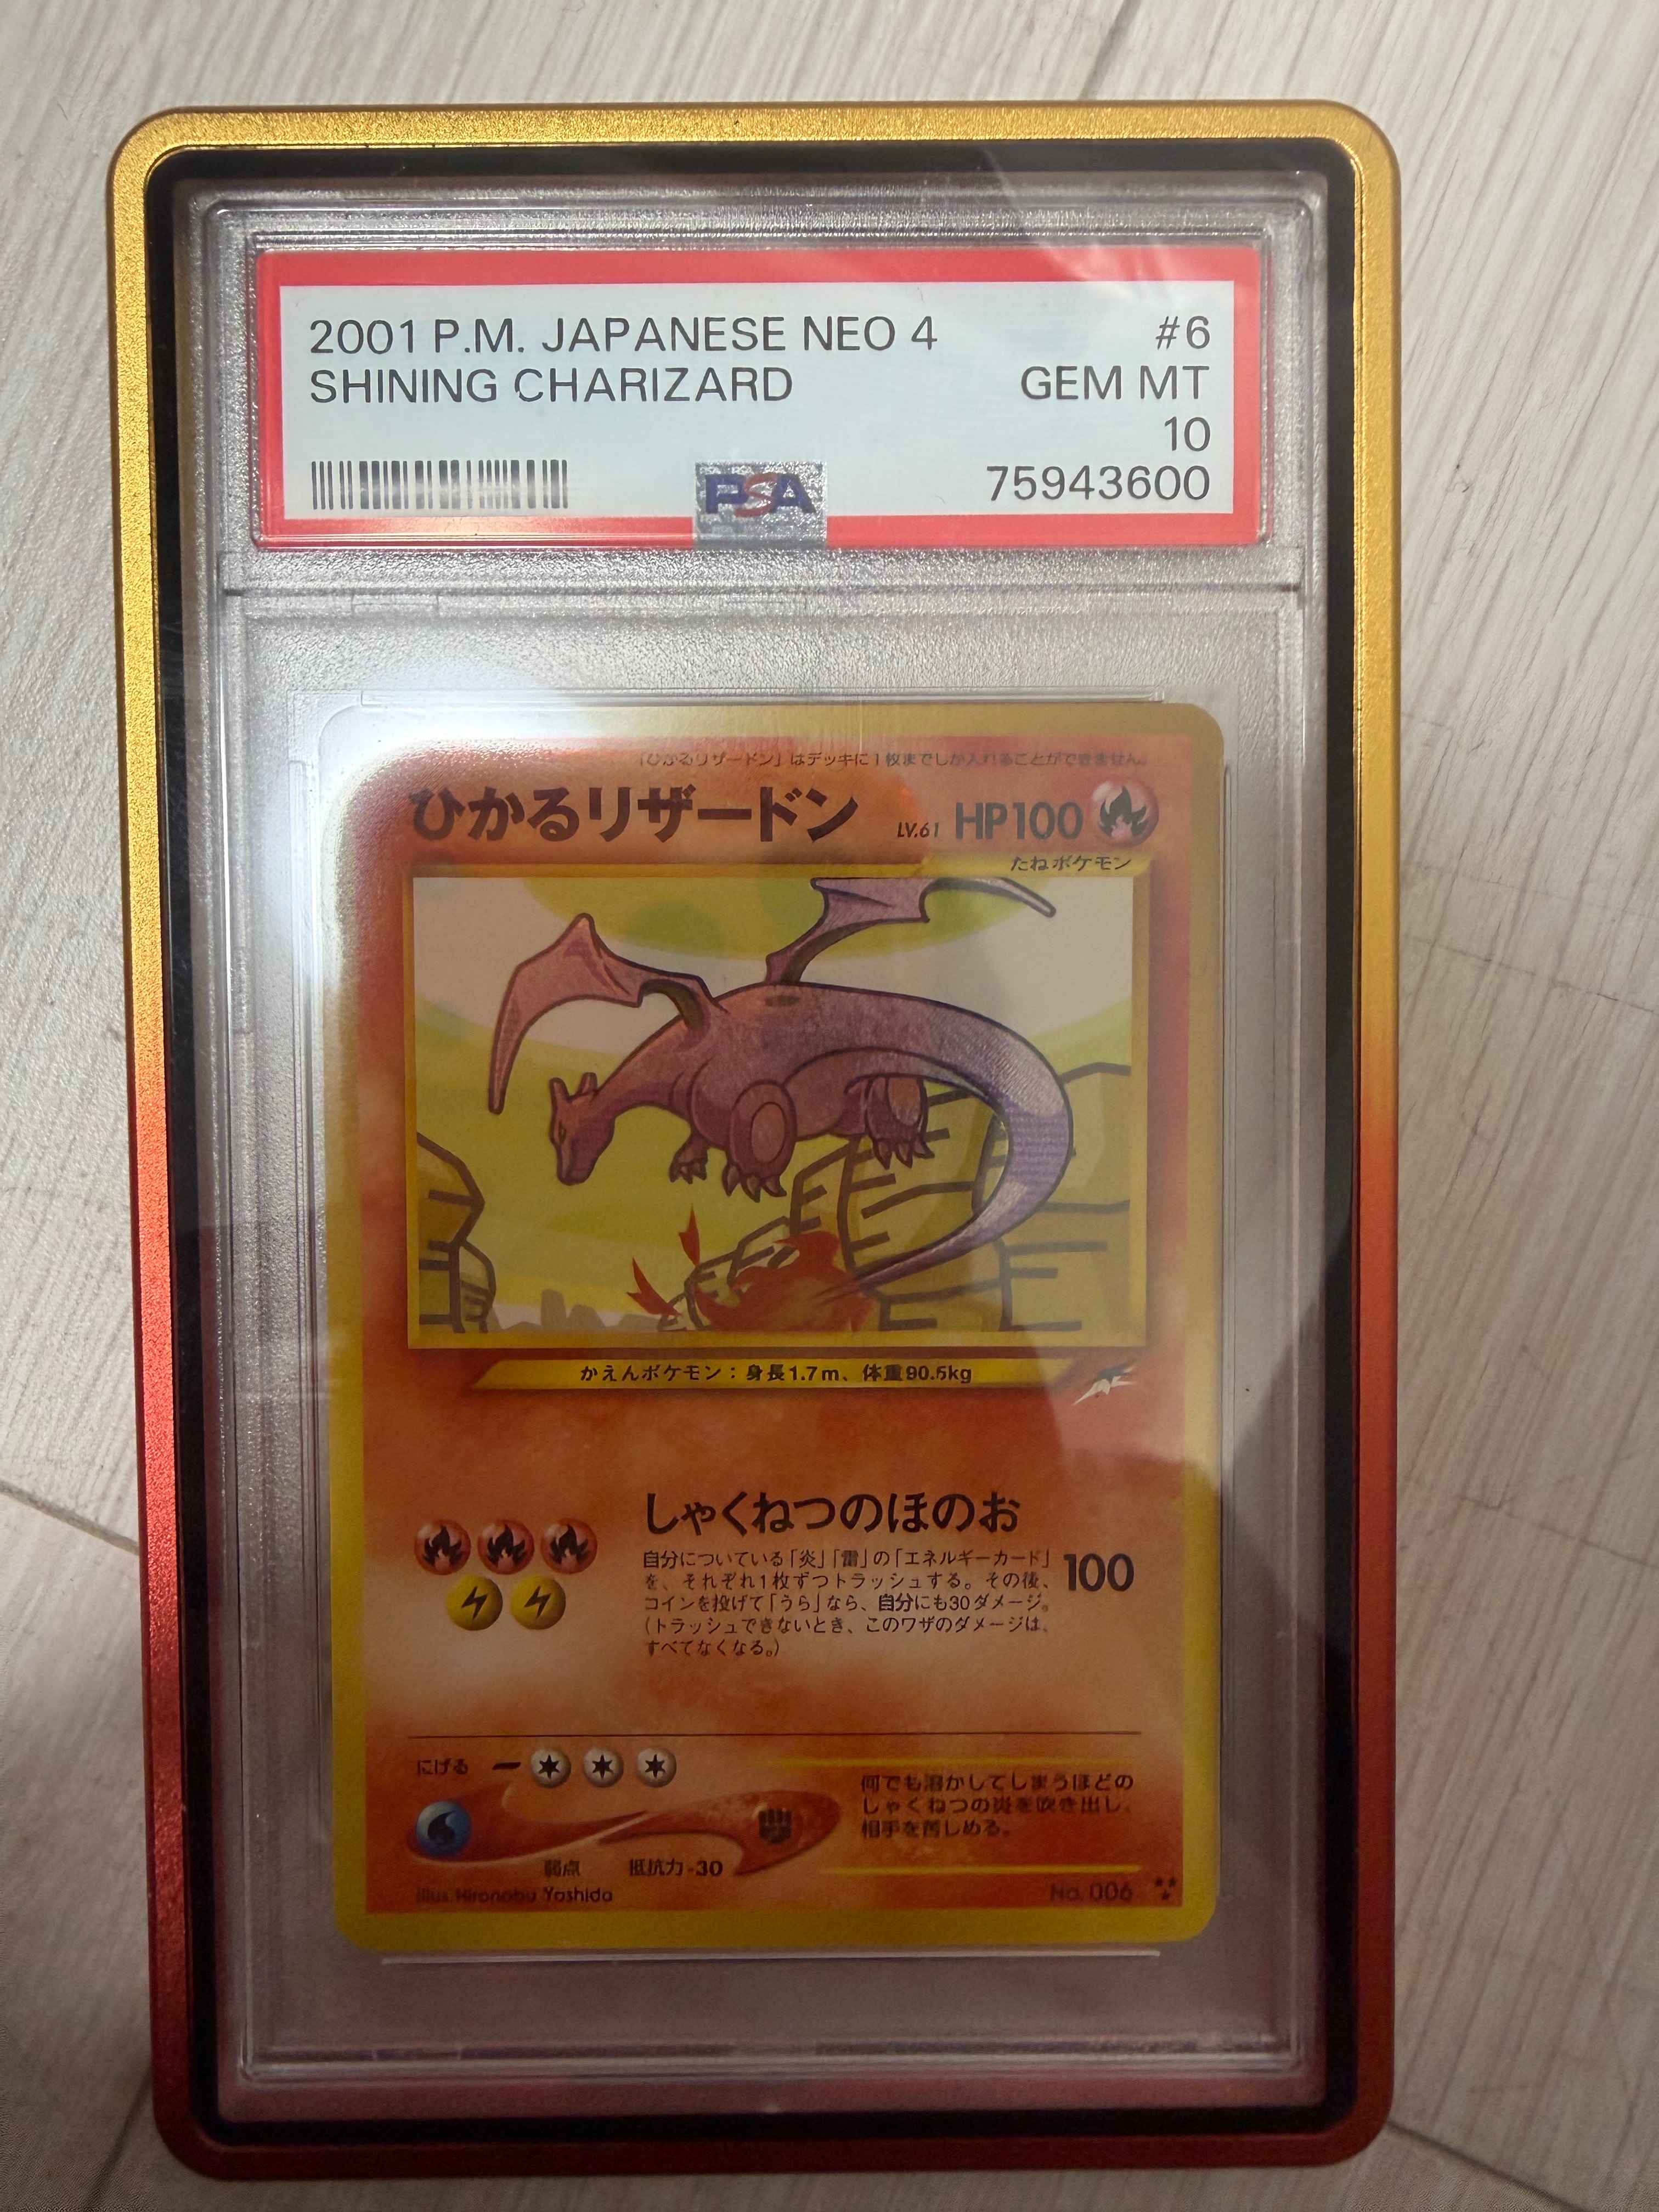 2001 P.M. JAPANESE NEO 4 #6
SHINING CHARIZARD GEM MT
10
PSA 75943600
「ひかるリザードン」はデッキに1枚までしか入れることができません。
ひかるリザードン LV.61 HP100
たねポケモン
かえんポケモン：身長1.7m、体重90.5kg
しゃくねつのほのお
自分についている「炎」「雷」の「エネルギーカード」
を、それぞれ1枚ずつトラッシュする。その後、
コインを投げて「うら」なら、自分にも30ダメージ。
（トラッシュできないとき、このワザのダメージは、
すべてなくなる。）
100
にげる
弱点 抵抗力 -30
何でも溶かしてしまうほどの
しゃくねつの炎を吹き出し、
相手を苦しめる。
Illus. Hironobu Yoshida
No. 006